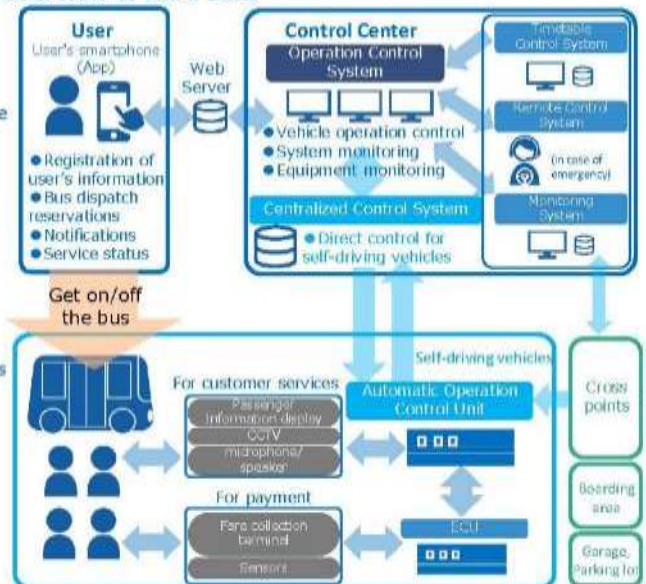 User
User's smartphone
(App)
Registration of
user's information
Bus dispatch
reservations
Notifications
Service status
Web
Server
Control Center
Operation Control
System
Vehicle operation control
System monitoring
Equipment monitoring
Centralized Control System
Direct control for
self-driving vehicles
Timetable
Control System
Remote Control
System
(in case of
emergency)
Monitoring
System
Get on/off
the bus
Self-driving vehicles
For customer services
Passenger
Information display
CCTV
microphone/
speaker
Automatic Operation
Control Unit
For payment
Fare collection
terminal
Sensors
ECU
Cross
points
Boarding
area
Garage,
Parking lot